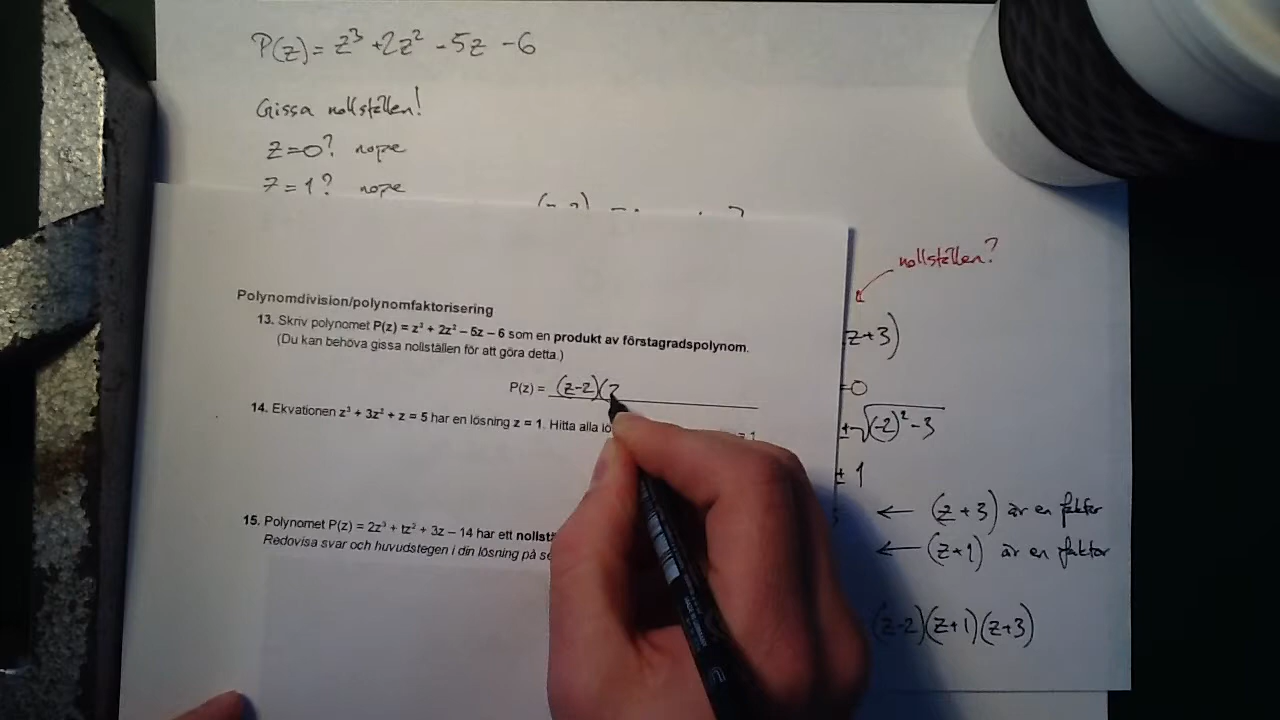 P(z) = z³ + 2z² - 5z - 6
Gissa nollställen!
z = 0? nope
z = 1? nope
nollställen?
z+3)
=0
±√(-2)² - 3
± 1
← (z+3) är en faktor
← (z+1) är en faktor
(z-2)(z+1)(z+3)
Polynomdivision/polynomfaktorisering
13. Skriv polynomet P(z) = z³ + 2z² – 5z – 6 som en produkt av förstagradspolynom.
(Du kan behöva gissa nollställen för att göra detta.)
P(z) = (z-2)(z
14. Ekvationen z³ + 3z² + z = 5 har en lösning z = 1. Hitta alla
= 1
15. Polynomet P(z) = 2z³ + tz² + 3z – 14 har ett
Redovisa svar och huvudstegen i din lösning på